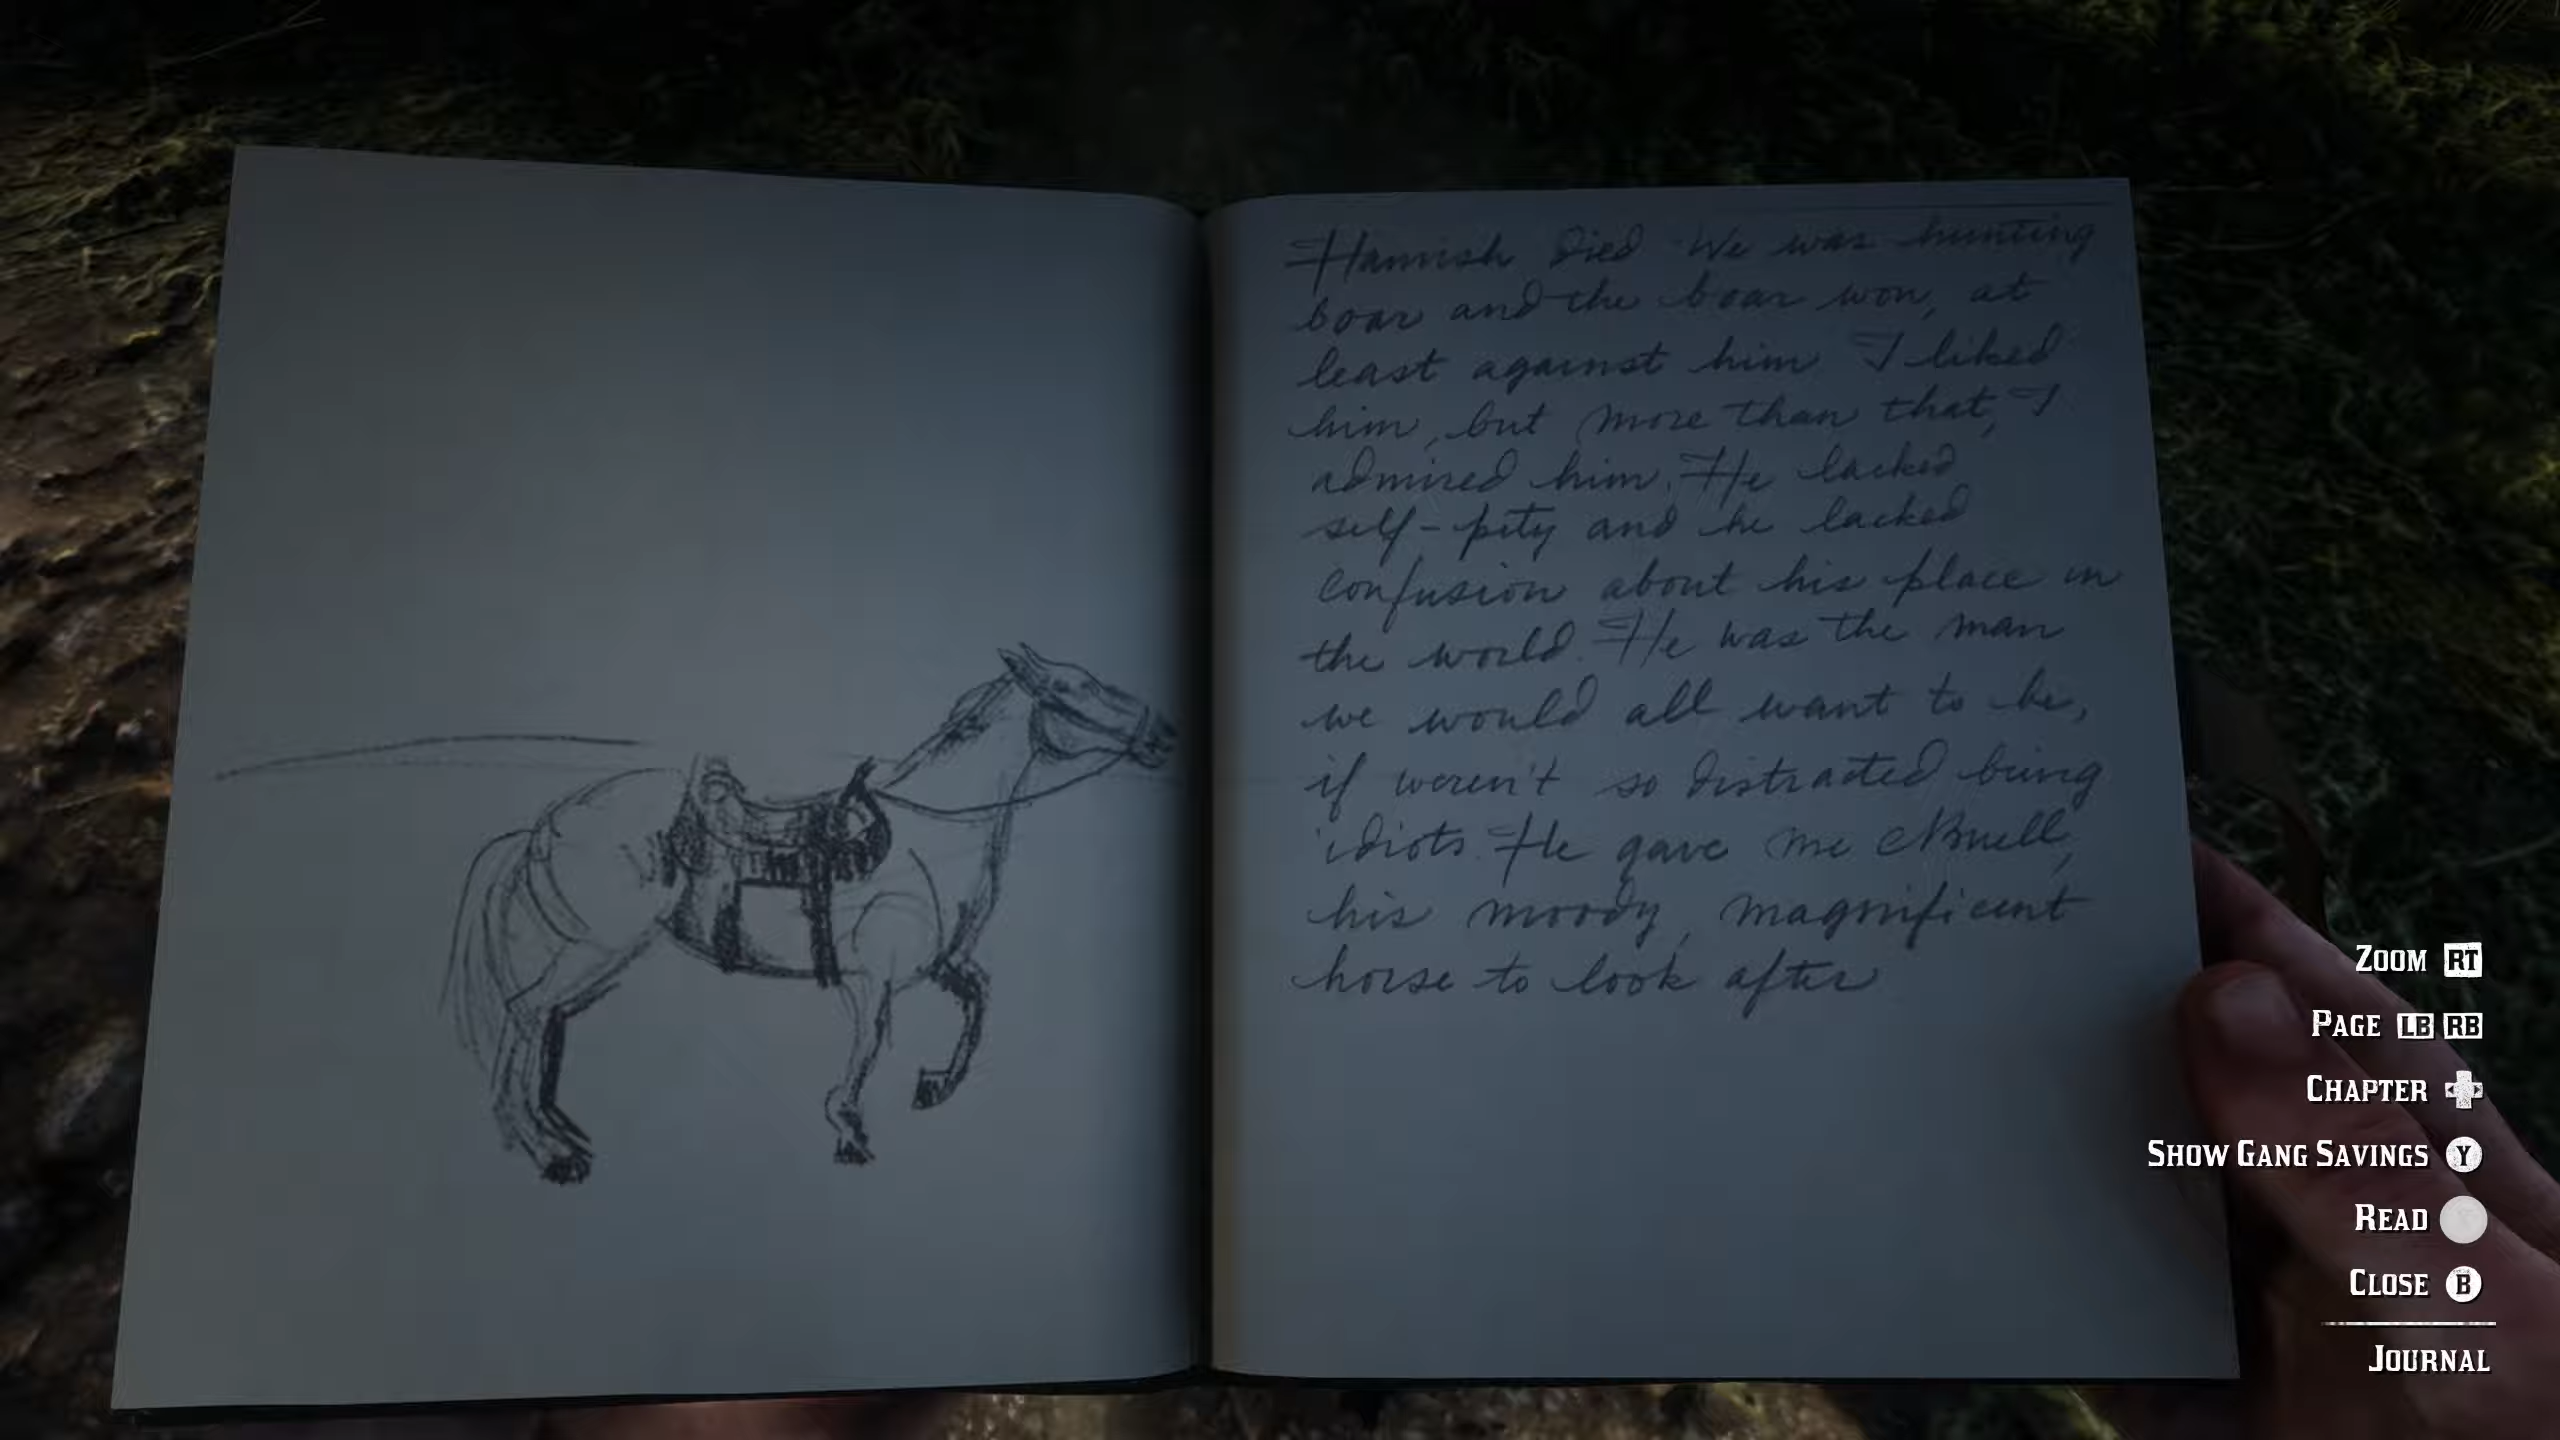 Hamish died We was hunting
boar and the boar won, at
least against him I liked
him, but more than that, I
admired him. He lacked
self-pity and he lacked
confusion about his place in
the world. He was the man
we would all want to be,
if weren't so distracted being
idiots. He gave me Buell,
his moody, magnificent
horse to look after
ZOOM RT
PAGE LB RB
CHAPTER
SHOW GANG SAVINGS Y
READ
CLOSE B
JOURNAL